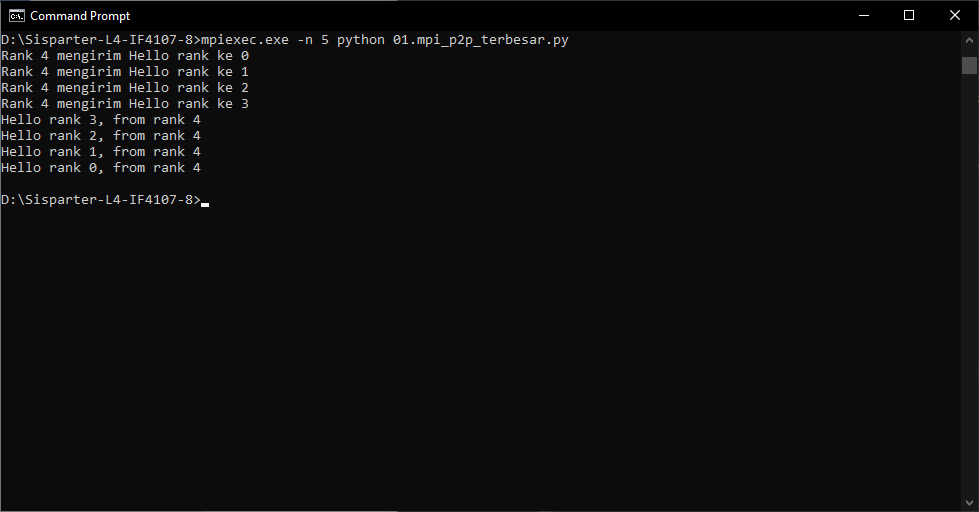 Command Prompt
D:\Sisparter-L4-IF4107-8>mpiexec.exe -n 5 python 01.mpi_p2p_terbesar.py
Rank 4 mengirim Hello rank ke 0
Rank 4 mengirim Hello rank ke 1
Rank 4 mengirim Hello rank ke 2
Rank 4 mengirim Hello rank ke 3
Hello rank 3, from rank 4
Hello rank 2, from rank 4
Hello rank 1, from rank 4
Hello rank 0, from rank 4
D:\Sisparter-L4-IF4107-8>